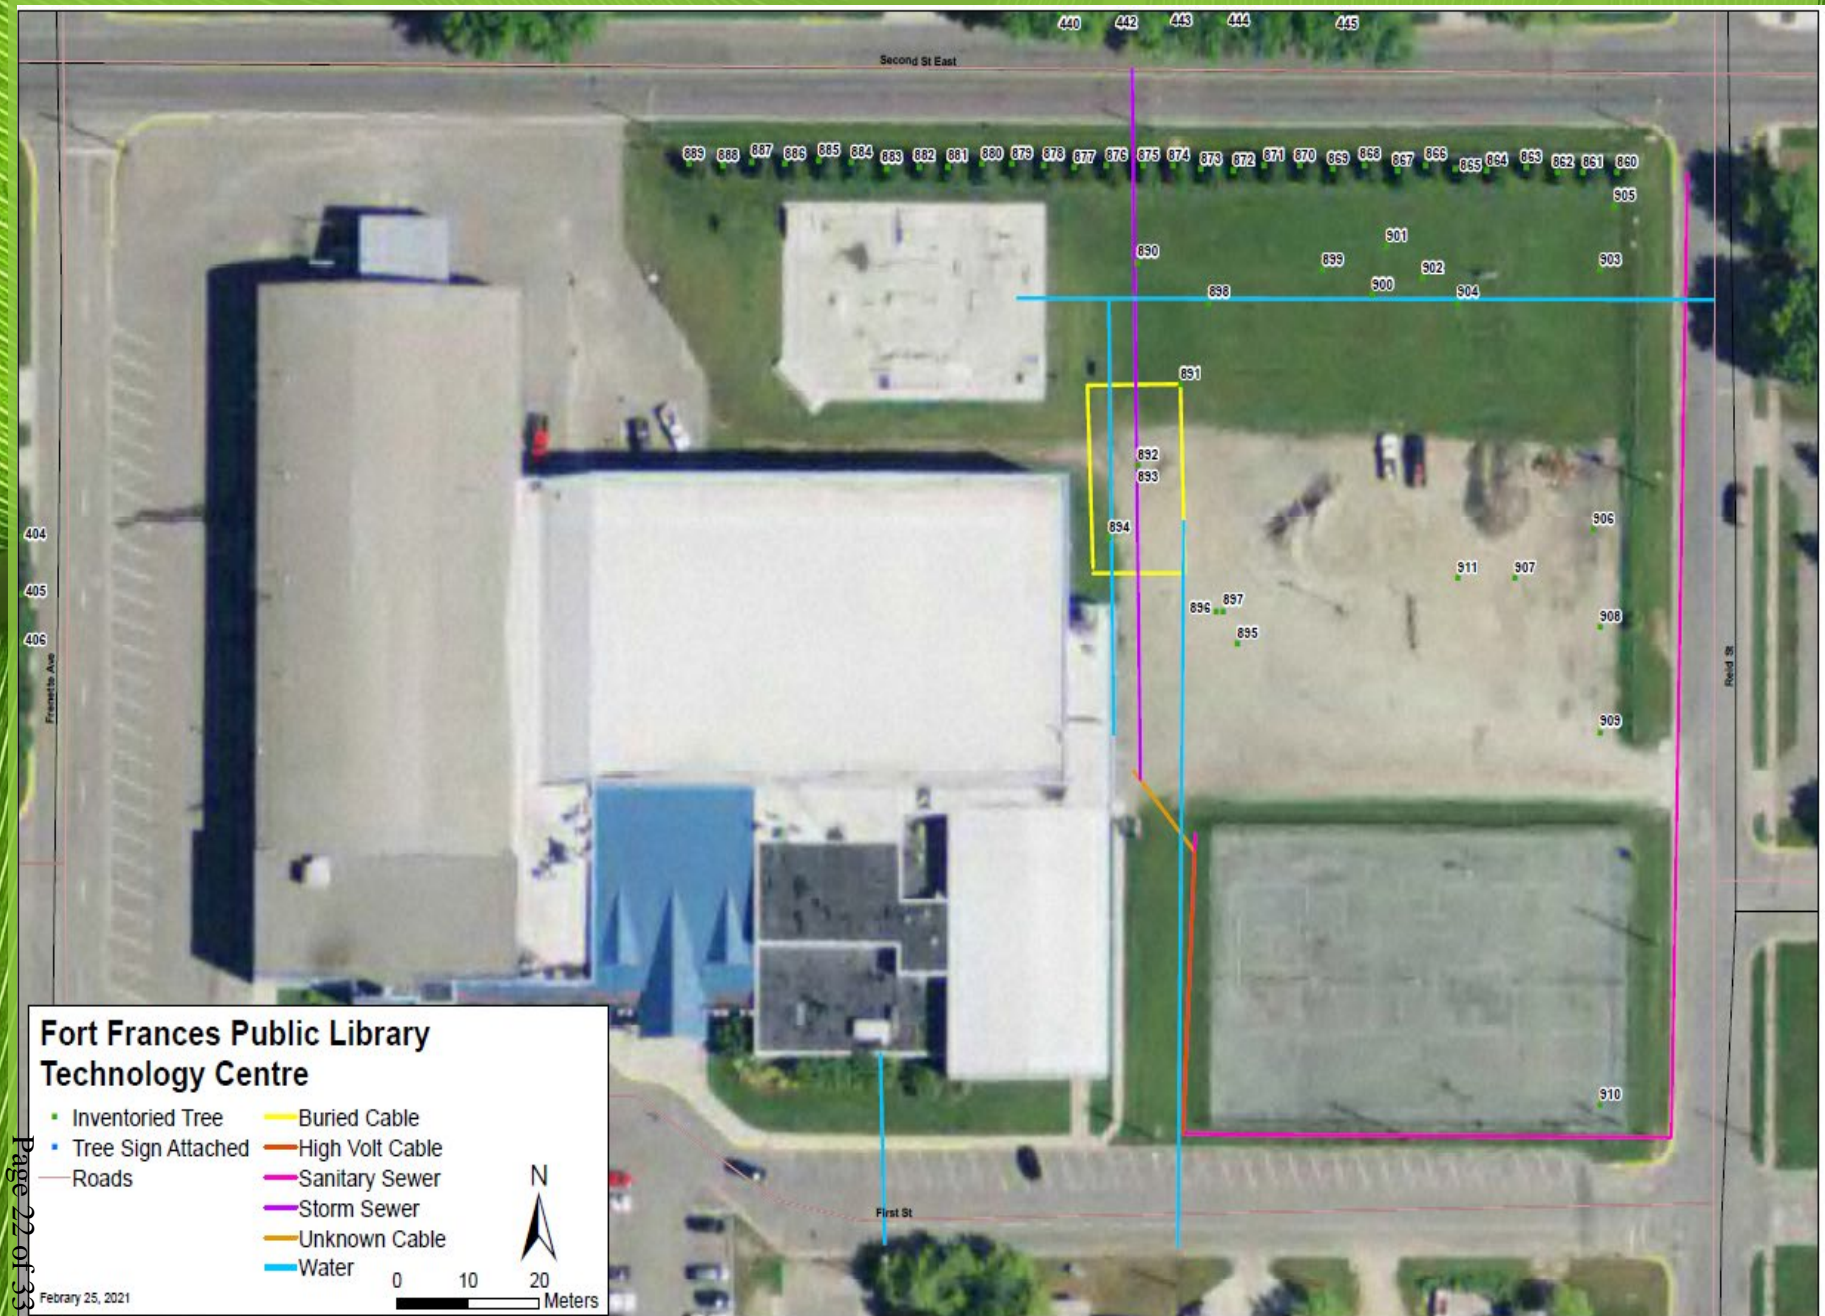 440 442 443 444 445
Second St East
889 888 887 886 885 884 883 882 881 880 879 878 877 876 875 874 873 872 871 870 869 868 867 866 865 864 863 862 861 860
905
901
890 899 902 903
900
898 904
891
892
893
894 906
404
911 907
405
896 897 908
895
406
Frenette Ave
Reid St
909
910
First St
Fort Frances Public Library
Technology Centre
Inventoried Tree
Tree Sign Attached
Roads
Buried Cable
High Volt Cable
Sanitary Sewer
Storm Sewer
Unknown Cable
Water
N
0 10 20
Meters
Febrary 25, 2021
Page 22 of 33